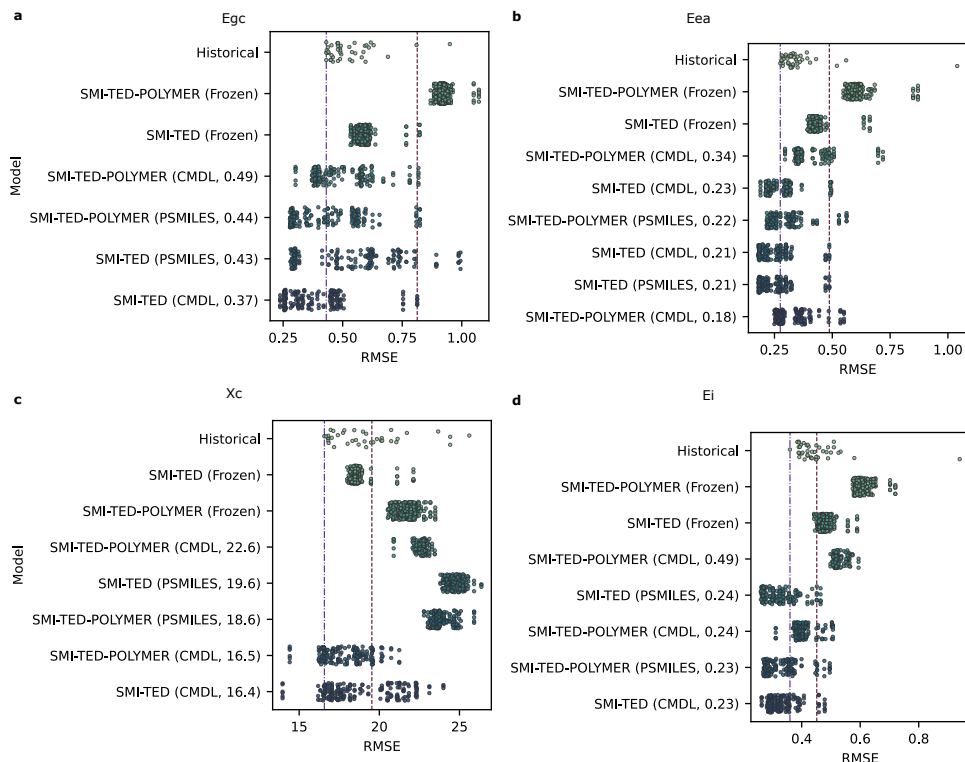 a
Egc
Model
Historical
SMI-TED-POLYMER (Frozen)
SMI-TED (Frozen)
SMI-TED-POLYMER (CMDL, 0.49)
SMI-TED-POLYMER (PSMILES, 0.44)
SMI-TED (PSMILES, 0.43)
SMI-TED (CMDL, 0.37)
0.25 0.50 0.75 1.00
RMSE
b
Eea
Historical
SMI-TED-POLYMER (Frozen)
SMI-TED (Frozen)
SMI-TED-POLYMER (CMDL, 0.34)
SMI-TED (CMDL, 0.23)
SMI-TED-POLYMER (PSMILES, 0.22)
SMI-TED (CMDL, 0.21)
SMI-TED (PSMILES, 0.21)
SMI-TED-POLYMER (CMDL, 0.18)
0.25 0.50 0.75 1.00
RMSE
c
Xc
Model
Historical
SMI-TED (Frozen)
SMI-TED-POLYMER (Frozen)
SMI-TED-POLYMER (CMDL, 22.6)
SMI-TED (PSMILES, 19.6)
SMI-TED-POLYMER (PSMILES, 18.6)
SMI-TED-POLYMER (CMDL, 16.5)
SMI-TED (CMDL, 16.4)
15 20 25
RMSE
d
Ei
Historical
SMI-TED-POLYMER (Frozen)
SMI-TED (Frozen)
SMI-TED-POLYMER (CMDL, 0.49)
SMI-TED (PSMILES, 0.24)
SMI-TED-POLYMER (CMDL, 0.24)
SMI-TED-POLYMER (PSMILES, 0.23)
SMI-TED (CMDL, 0.23)
0.4 0.6 0.8
RMSE